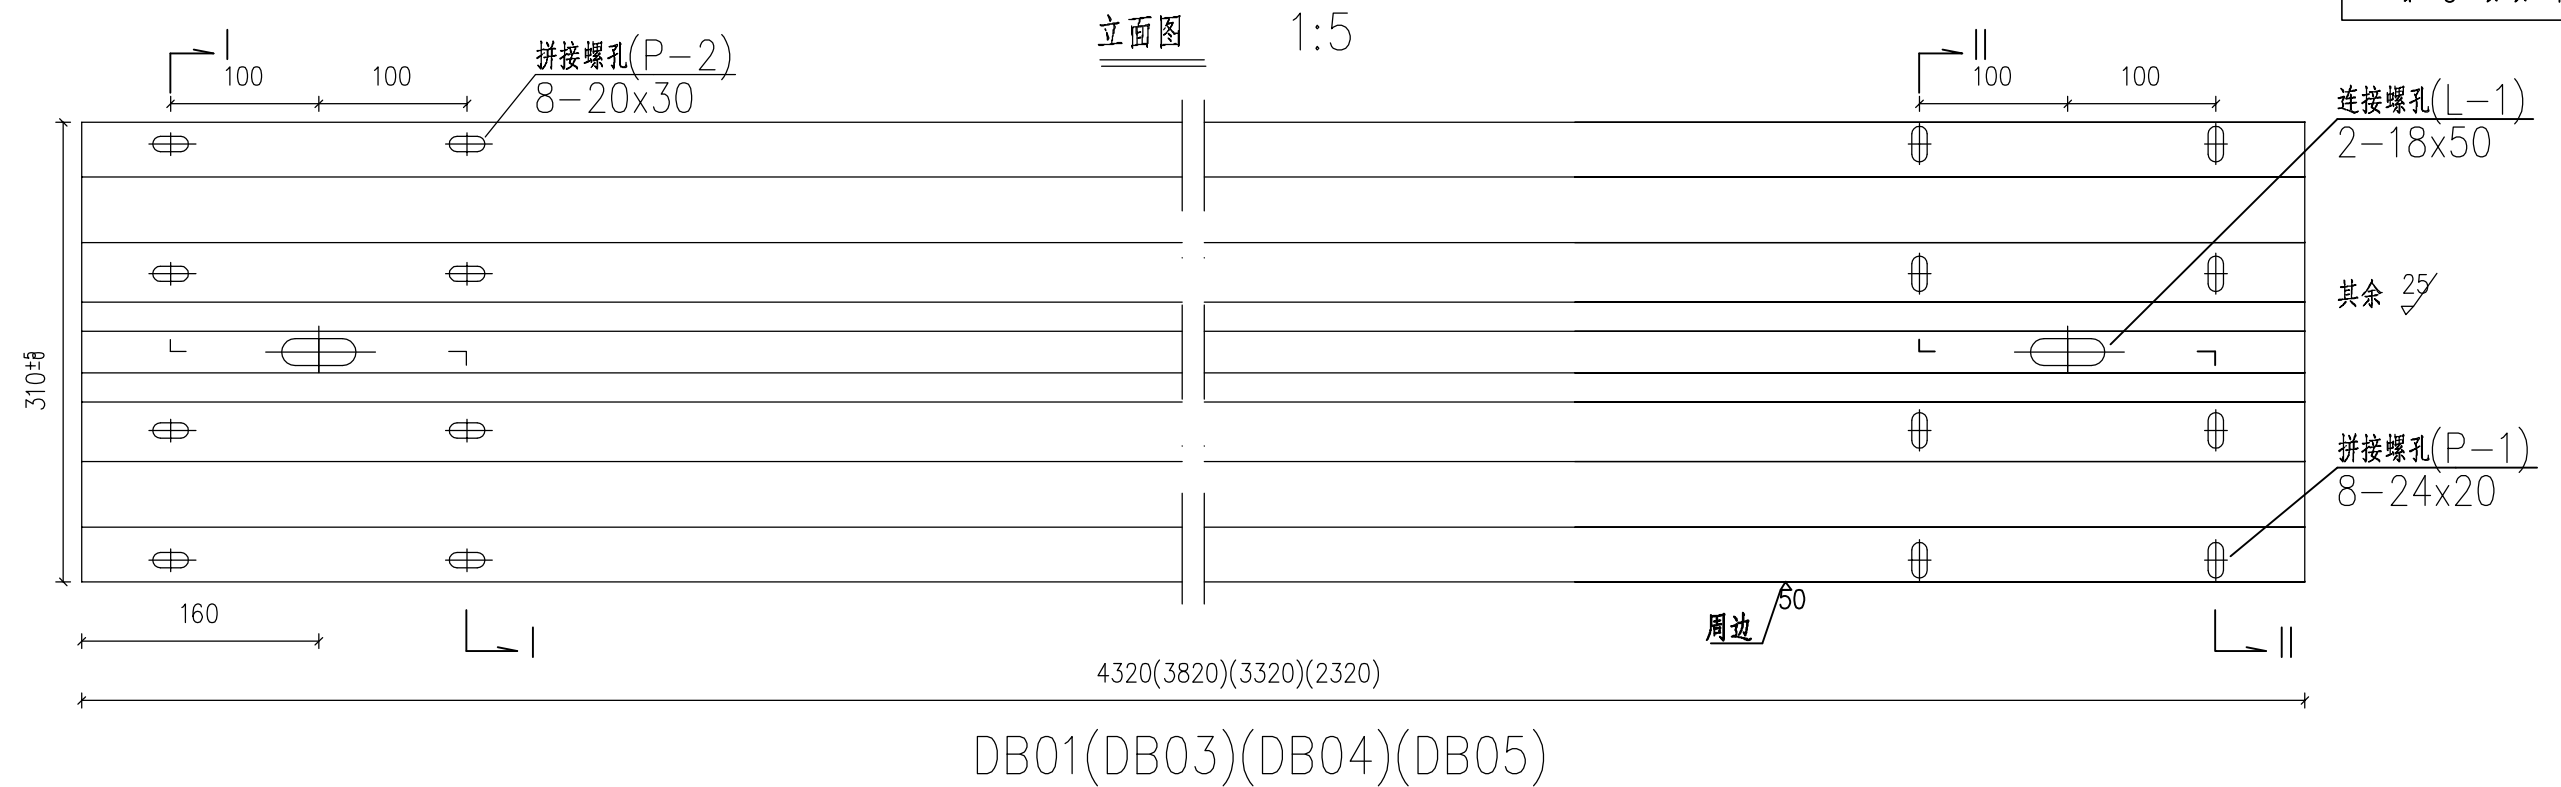 立面图 1:5
I
100 100
拼接螺孔(P-2)
8-20x30
II
100 100
连接螺孔(L-1)
2-18x50
其余 25
310±5
拼接螺孔(P-1)
8-24x20
160
I
周边 50
II
4320(3820)(3320)(2320)
DB01(DB03)(DB04)(DB05)